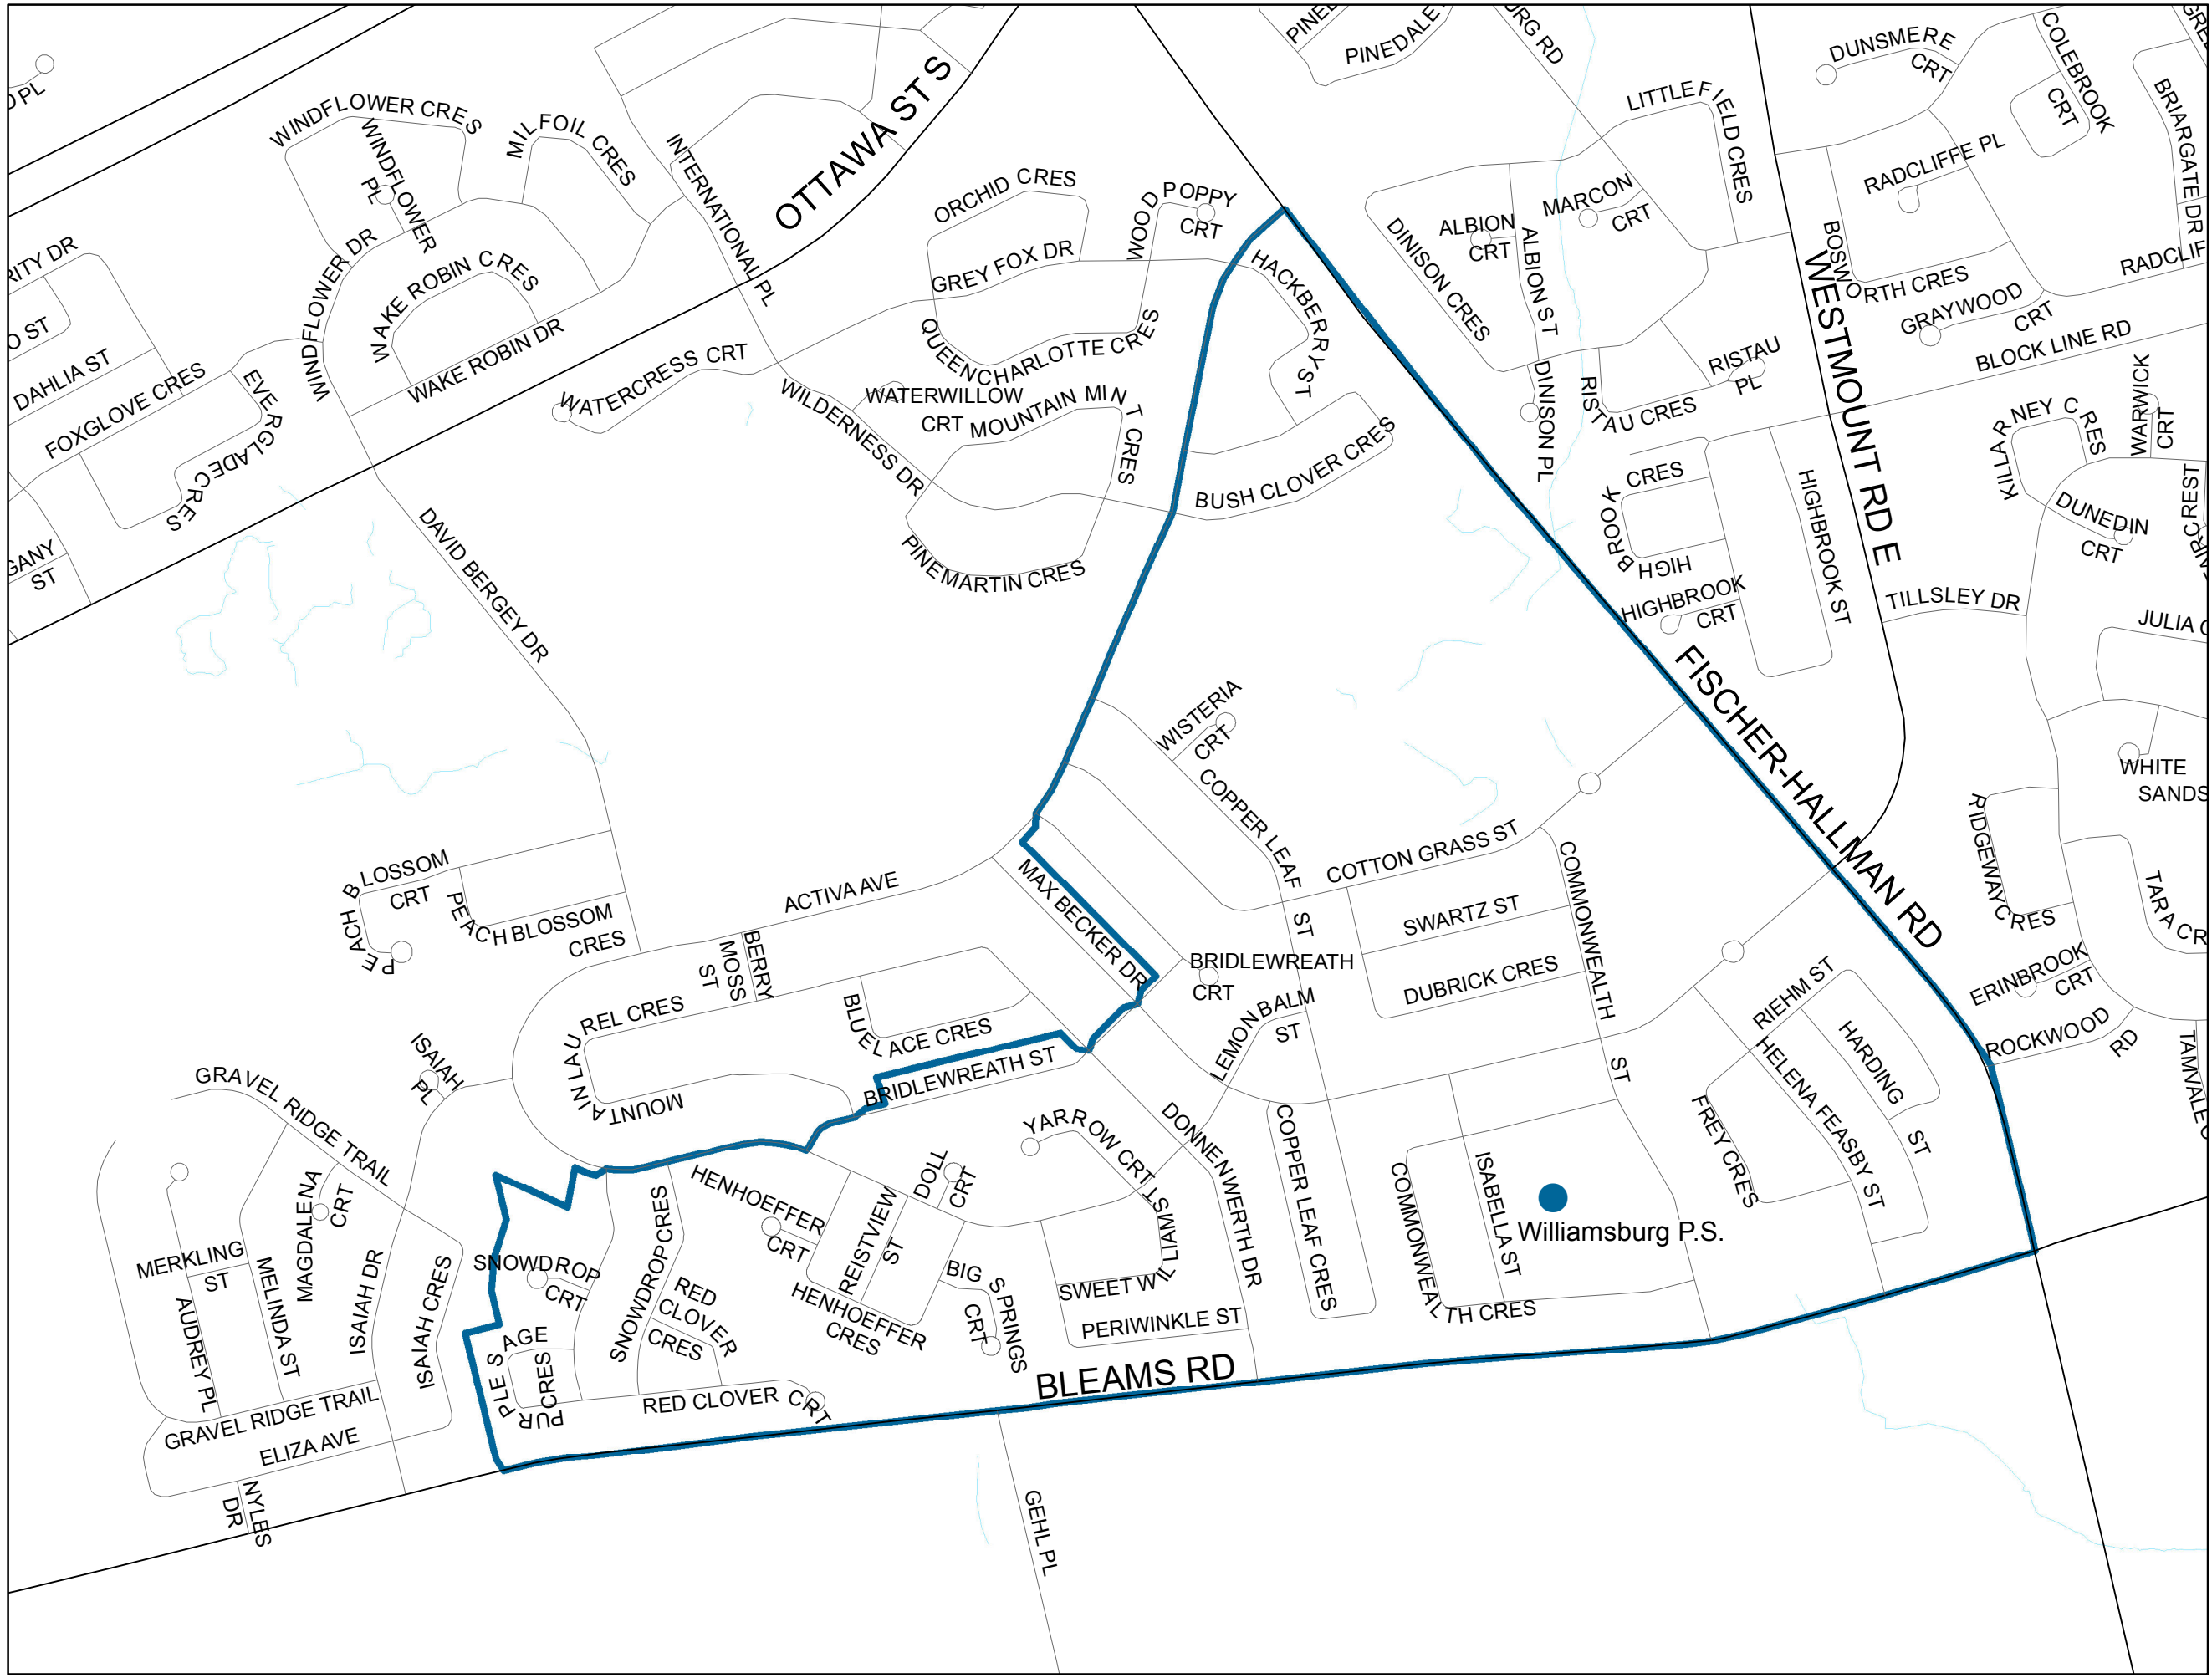 WINDFLOWER CRES
WINDFLOWER
PL
MILFOIL CRES
INTERNATIONAL PL
OTTAWA ST S
ORCHID CRES
WOOD POPPY
CRT
GREY FOX DR
HACKBERRY ST
PINEDALE
LITTLEFIELD CRES
DUNSMERE
CRT
COLEBROOK
CRT
BRIARGATE DR
RADCLIFFE PL
MARCON
CRT
ALBION
CRT
ALBION ST
DINISON CRES
DINISON PL
BOSWORTH CRES
WESTMOUNT RD E
GRAYWOOD
CRT
BLOCK LINE RD
RISTAU
PL
RISTAU CRES
WINDFLOWER DR
WAKE ROBIN CRES
WAKE ROBIN DR
DAHLIA ST
FOXGLOVE CRES
EVERGLADE CRES
WATERCRESS CRT
QUEEN CHARLOTTE CRES
WATERWILLOW
CRT
WILDERNESS DR
MOUNTAIN MINT CRES
PINEMARTIN CRES
BUSH CLOVER CRES
KILLARNEY CRES
WARWICK
CRT
DUNEDIN
CRT
HIGHBROOK CRES
HIGHBROOK
CRT
HIGHBROOK ST
TILLSLEY DR
DAVID BERGEY DR
FISCHER-HALLMAN RD
WISTERIA
CRT
COPPER LEAF ST
COTTON GRASS ST
COMMONWEALTH ST
SWARTZ ST
DUBRICK CRES
WHITE
SANDS
RIDGEWAY CRES
ERINBROOK
CRT
ROCKWOOD
RD
PEACH BLOSSOM
CRT
PEACH BLOSSOM
CRES
ACTIVA AVE
MAX BECKER DR
BERRY
MOSS
ST
BRIDLEWREATH
CRT
LEMON BALM
ST
BLUELACE CRES
MOUNTAIN LAUREL CRES
BRIDLEWREATH ST
RIEHM ST
HARDING
ST
HELENA FEASBY ST
FREY CRES
ISAIAH
PL
GRAVEL RIDGE TRAIL
YARROW CRT
DONNENWERTH DR
COPPER LEAF CRES
COMMONWEALTH CRES
ISABELLA ST
Williamsburg P.S.
MAGDALENA
CRT
MERKLING
ST
MELINDA ST
AUDREY PL
ISAIAH DR
ISAIAH CRES
SNOWDROP
CRT
SNOWDROP CRES
HENHOEFFER
CRT
REISTVIEW
ST
DOLL
CRT
HENHOEFFER
CRES
BIG SPRINGS
CRT
SWEET WILLIAM ST
PERIWINKLE ST
RED
CLOVER
CRES
PURPLE SAGE
CRES
RED CLOVER CRT
BLEAMS RD
GRAVEL RIDGE TRAIL
ELIZA AVE
NYLES
DR
GEHL PL